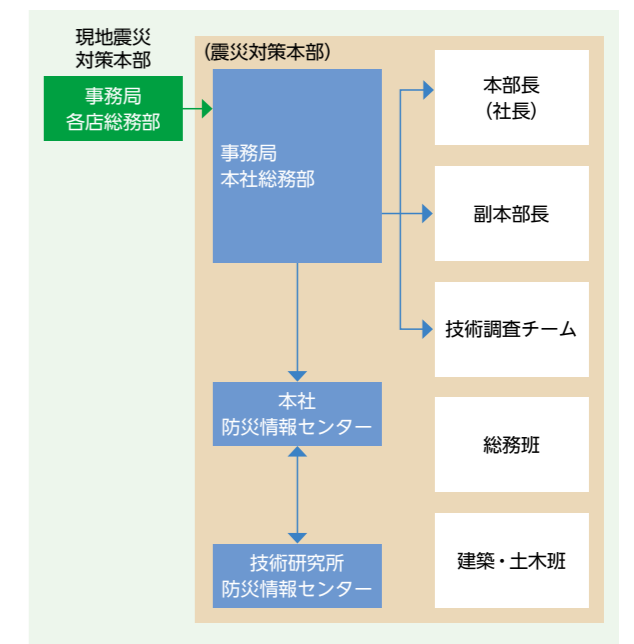 現地震災
対策本部
事務局
各店総務部
(震災対策本部)
事務局
本社総務部
本社
防災情報センター
技術研究所
防災情報センター
本部長
(社長)
副本部長
技術調査チーム
総務班
建築・土木班